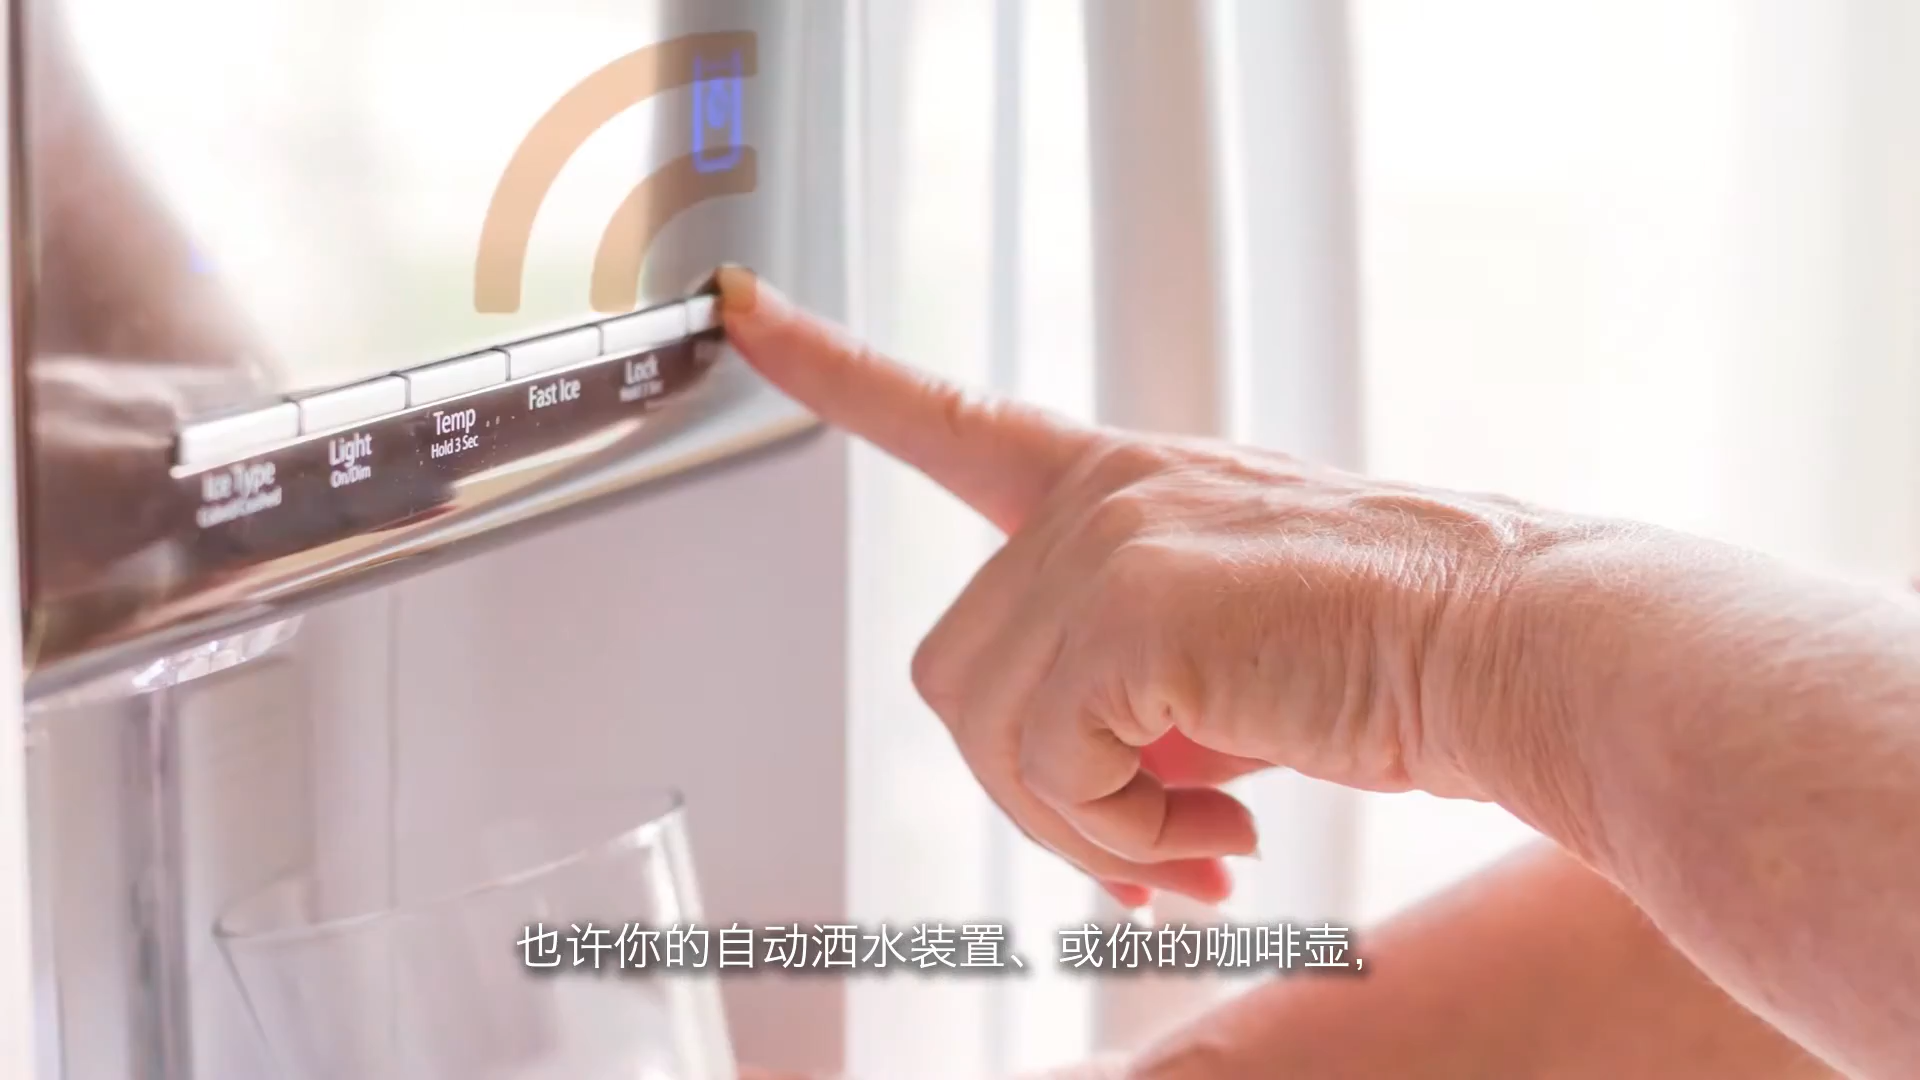 Ice Type
Light
On/Dim
Temp
Hold 3 Sec
Fast Ice
Lock
也许你的自动洒水装置、或你的咖啡壶,